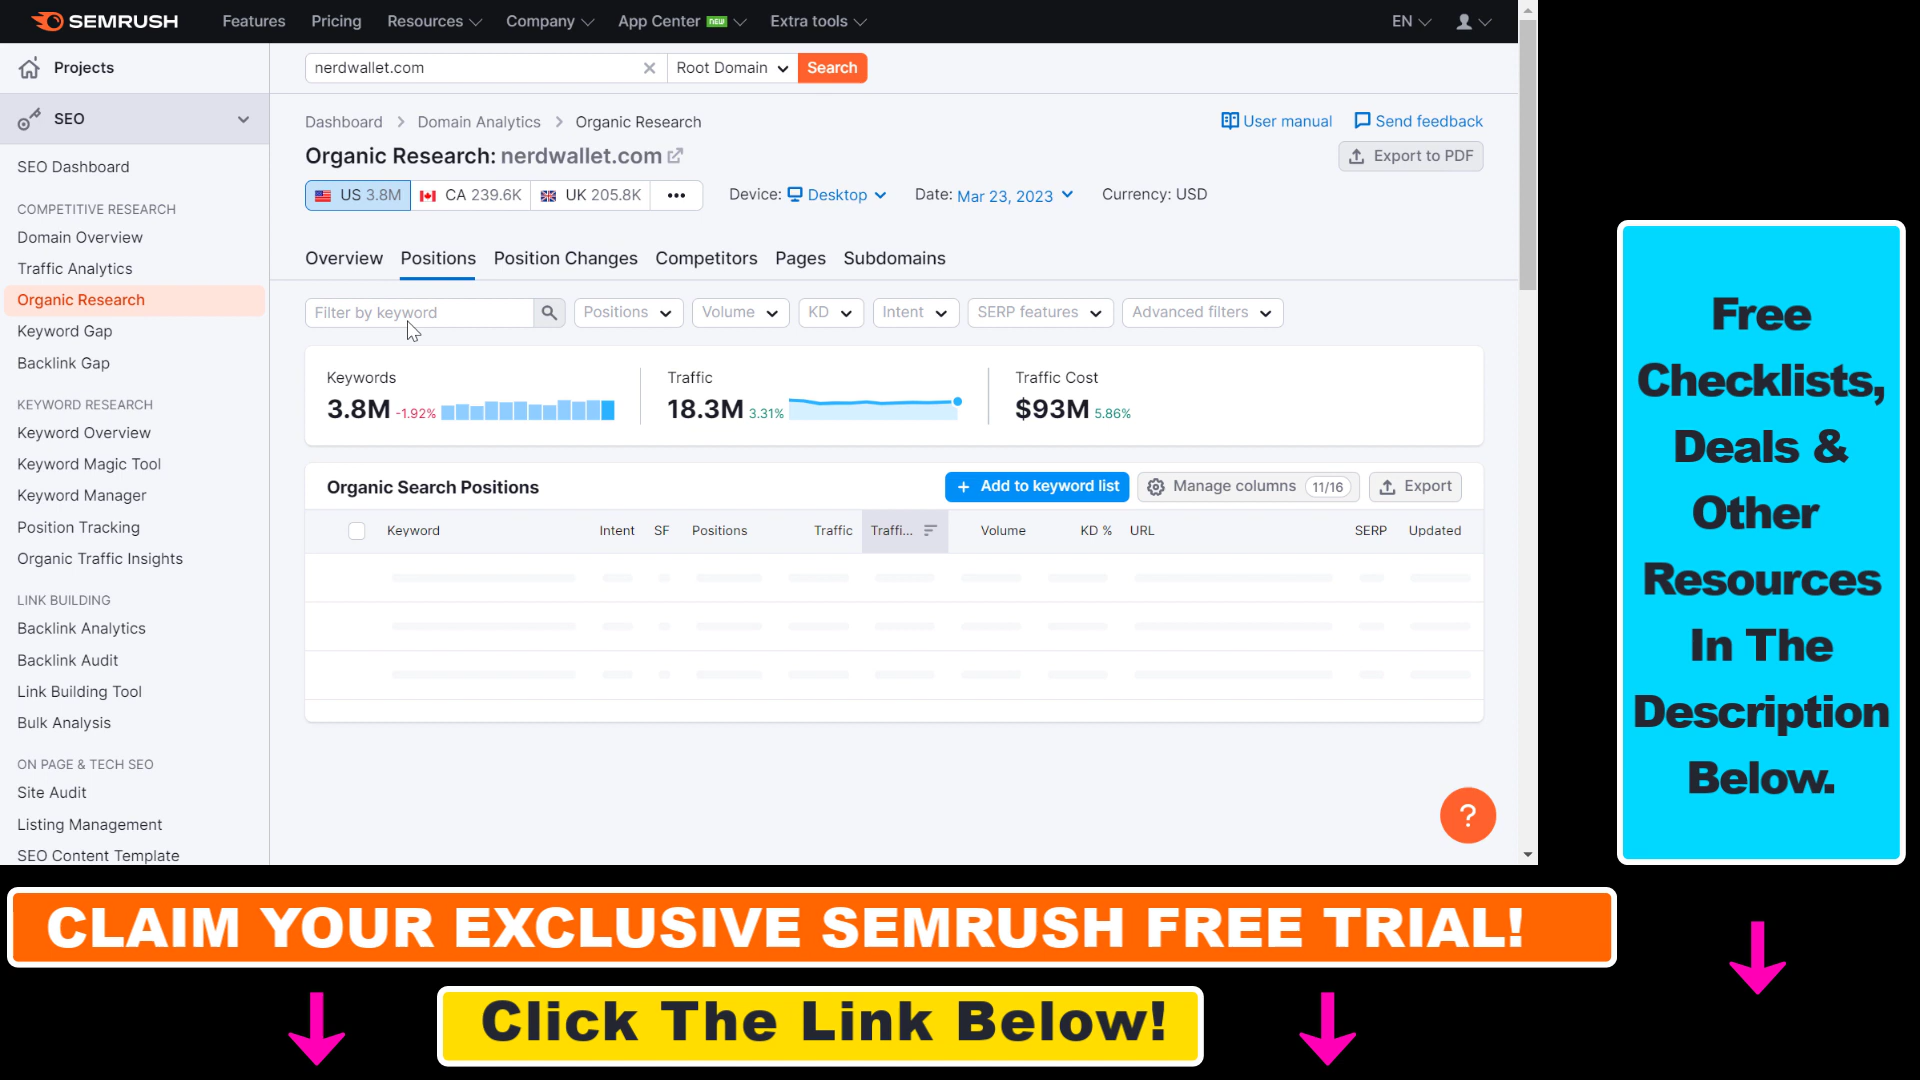 SEMRUSH
Features Pricing Resources Company App Center NEW Extra tools EN
Projects
nerdwallet.com Root Domain Search
SEO
Dashboard > Domain Analytics > Organic Research
User manual Send feedback
Organic Research: nerdwallet.com
Export to PDF
US 3.8M CA 239.6K UK 205.8K ••• Device: Desktop Date: Mar 23, 2023 Currency: USD
Overview Positions Position Changes Competitors Pages Subdomains
Filter by keyword Positions Volume KD Intent SERP features Advanced filters
Keywords
3.8M -1.92%
Traffic
18.3M 3.31%
Traffic Cost
$93M 5.86%
Organic Search Positions
+ Add to keyword list Manage columns 11/16 Export
Keyword Intent SF Positions Traffic Traffi... Volume KD % URL SERP Updated
SEO Dashboard
COMPETITIVE RESEARCH
Domain Overview
Traffic Analytics
Organic Research
Keyword Gap
Backlink Gap
KEYWORD RESEARCH
Keyword Overview
Keyword Magic Tool
Keyword Manager
Position Tracking
Organic Traffic Insights
LINK BUILDING
Backlink Analytics
Backlink Audit
Link Building Tool
Bulk Analysis
ON PAGE & TECH SEO
Site Audit
Listing Management
SEO Content Template
?
Free
Checklists,
Deals &
Other
Resources
In The
Description
Below.
CLAIM YOUR EXCLUSIVE SEMRUSH FREE TRIAL!
Click The Link Below!